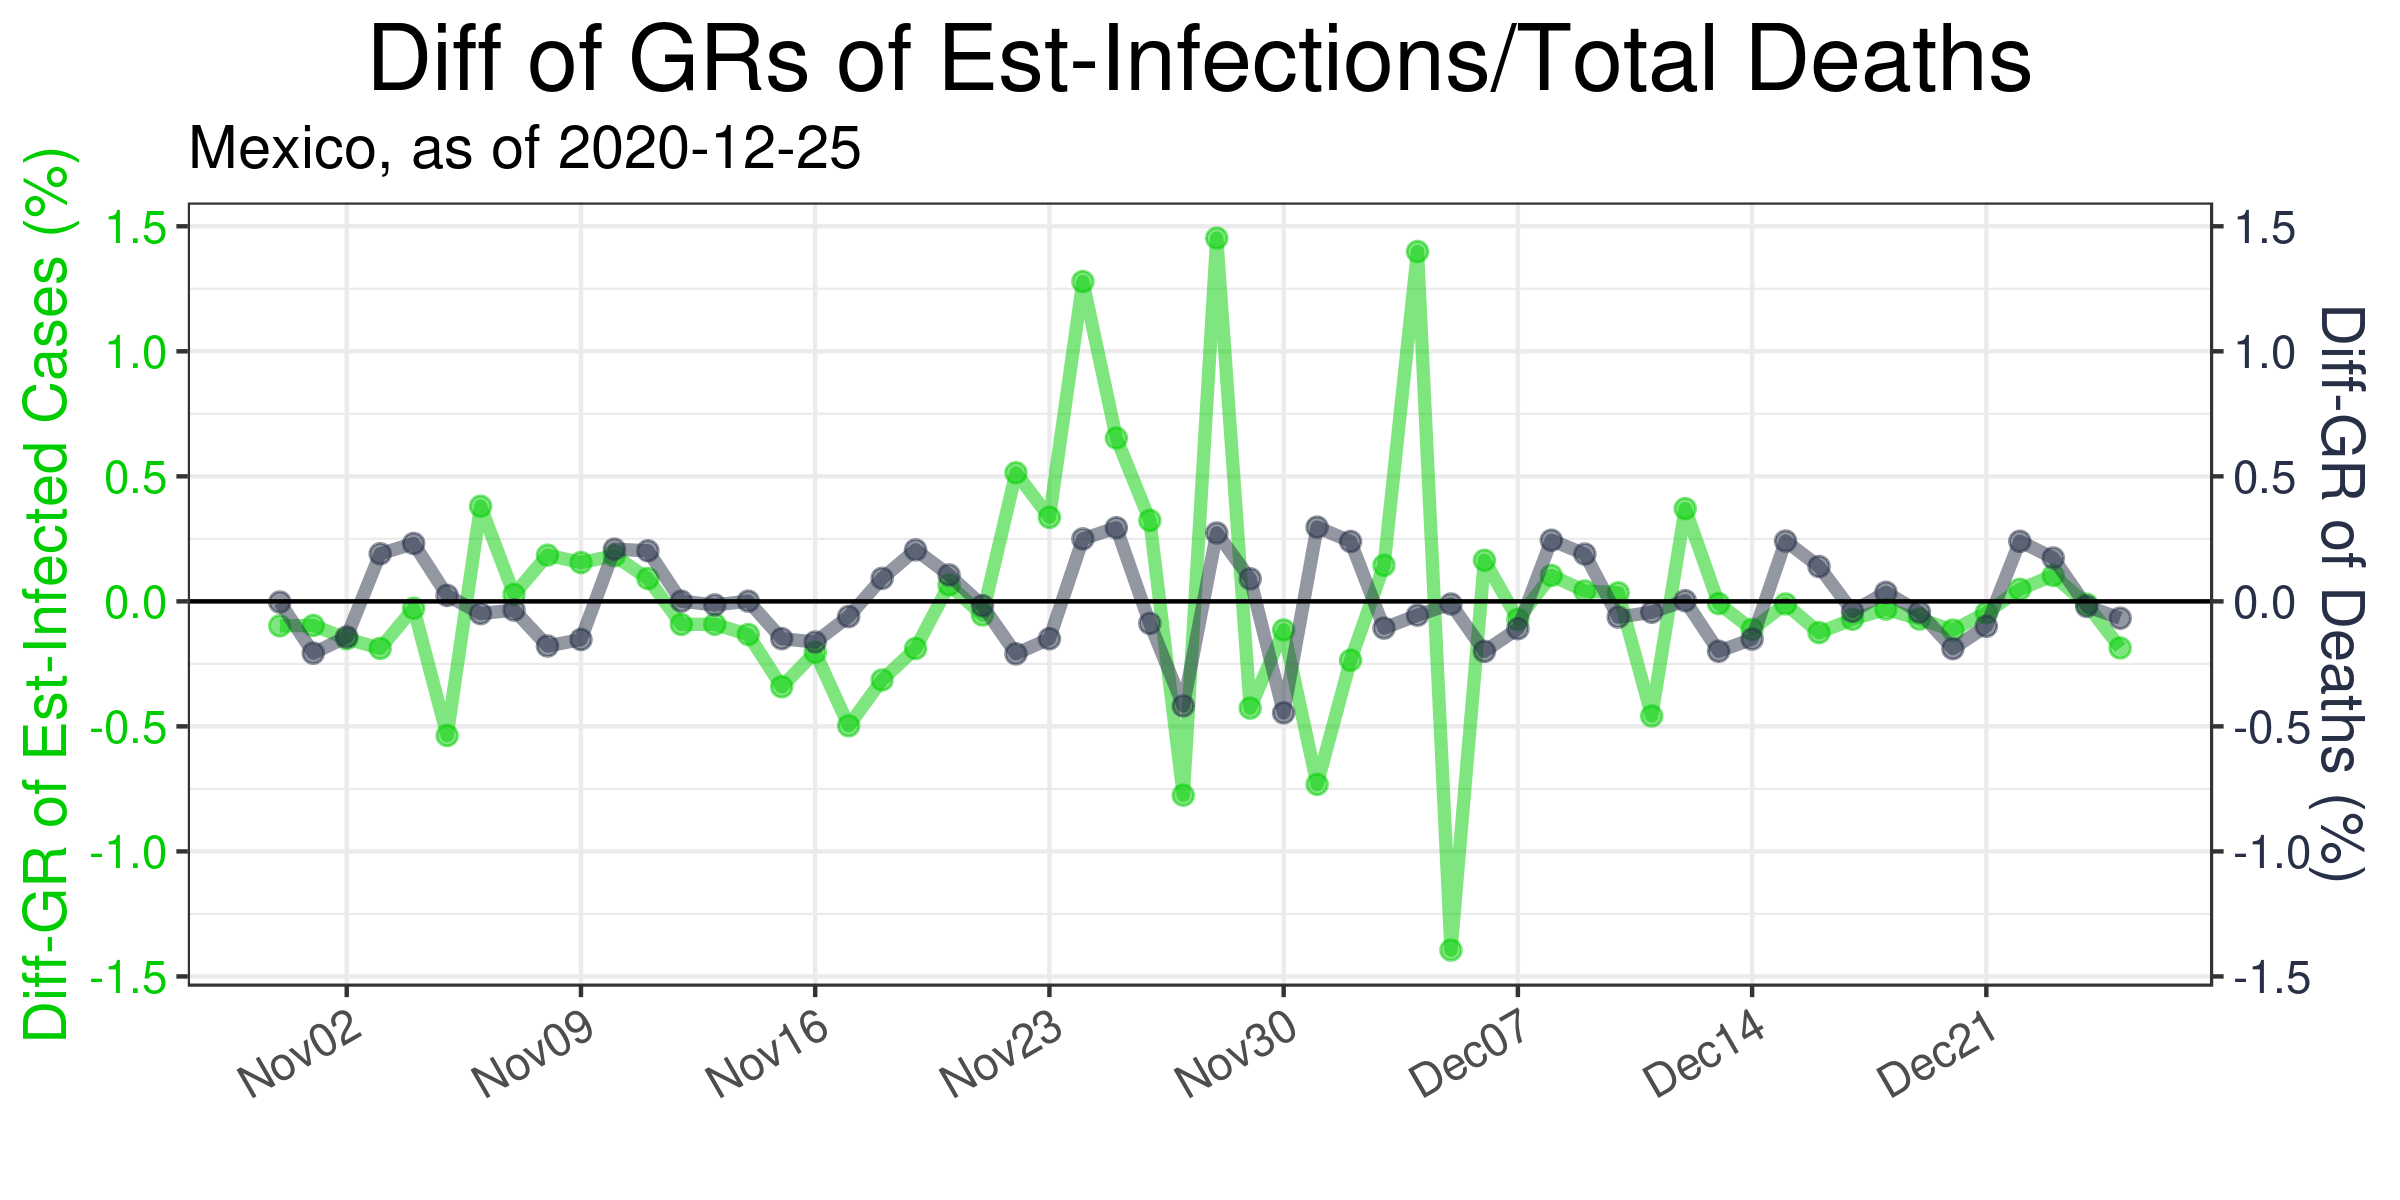 Diff of GRs of Est-Infections/Total Deaths
Mexico, as of 2020-12-25
Diff-GR of Est-Infected Cases (%)
1.5
1.0
0.5
0.0
-0.5
-1.0
-1.5
1.5
1.0
0.5
0.0
-0.5
-1.0
-1.5
Diff-GR of Deaths (%)
Nov02
Nov09
Nov16
Nov23
Nov30
Dec07
Dec14
Dec21